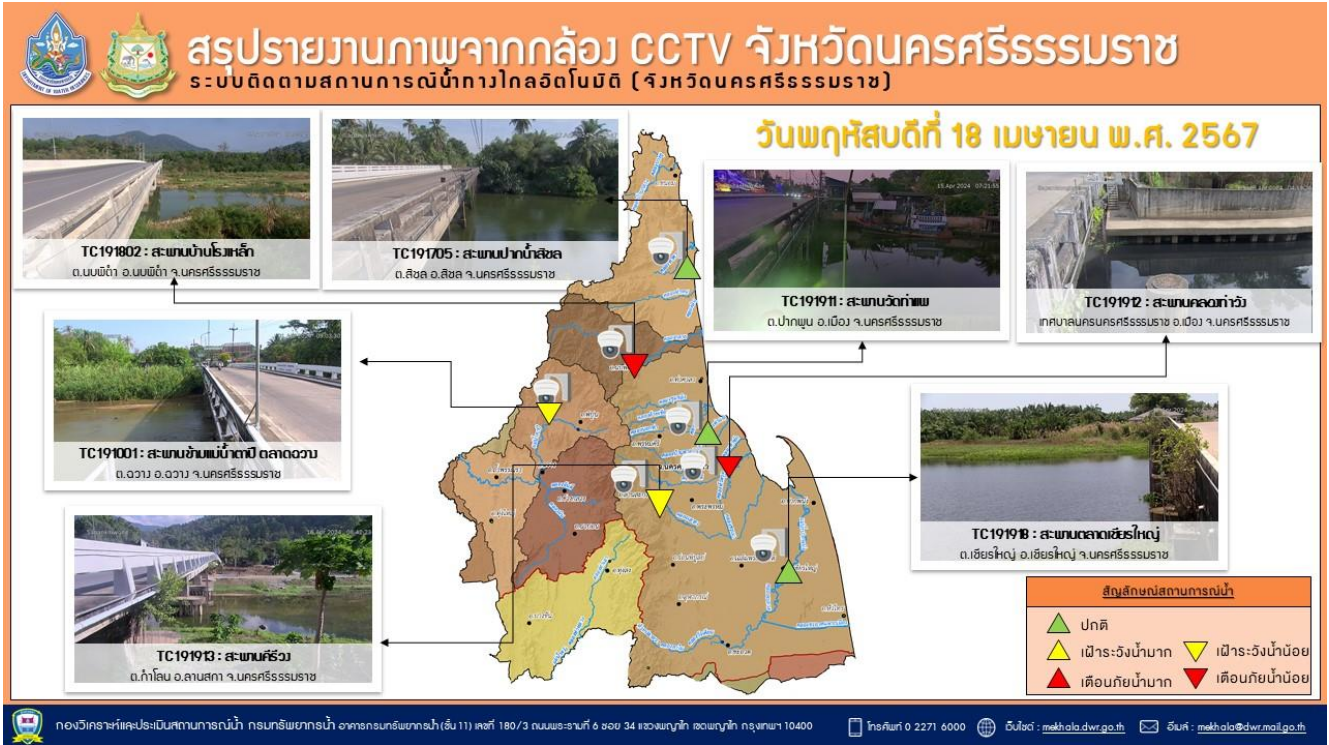 สรุปรายงานภาพจากกล้อง CCTV จังหวัดนครศรีธรรมราช
ระบบติดตามสถานการณ์น้ำทางไกลอัตโนมัติ (จังหวัดนครศรีธรรมราช)
วันพฤหัสบดีที่ 18 เมษายน พ.ศ. 2567
TC191802 : สะพานบ้านโรงเหล็ก
ต.นบพิตำ อ.นบพิตำ จ.นครศรีธรรมราช
TC191705 : สะพานปากน้ำสิชล
ต.สิชล อ.สิชล จ.นครศรีธรรมราช
TC191911 : สะพานวัดท่าแพ
ต.ปากพูน อ.เมือง จ.นครศรีธรรมราช
TC191912 : สะพานคลองท่าวัง
เทศบาลนครนครศรีธรรมราช อ.เมือง จ.นครศรีธรรมราช
TC191001 : สะพานข้ามแม่น้ำตาปี ตลาดฉวาง
ต.ฉวาง อ.ฉวาง จ.นครศรีธรรมราช
TC191918 : สะพานตลาดเชียรใหญ่
ต.เชียรใหญ่ อ.เชียรใหญ่ จ.นครศรีธรรมราช
TC191913 : สะพานคีรีวง
ต.กำโลน อ.ลานสกา จ.นครศรีธรรมราช
สัญลักษณ์สถานการณ์น้ำ
ปกติ
เฝ้าระวังน้ำมาก เฝ้าระวังน้ำน้อย
เตือนภัยน้ำมาก เตือนภัยน้ำน้อย
กองวิเคราะห์และประเมินสถานการณ์น้ำ กรมทรัพยากรน้ำ อาคารกรมทรัพยากรน้ำ (ชั้น 11) เลขที่ 180/3 ถนนพระรามที่ 6 ซอย 34 แขวงพญาไท เขตพญาไท กรุงเทพฯ 10400 โทรศัพท์ 0 2271 6000 เว็บไซต์ : mekhala.dwr.go.th อีเมล์ : mekhala@dwr.mail.go.th